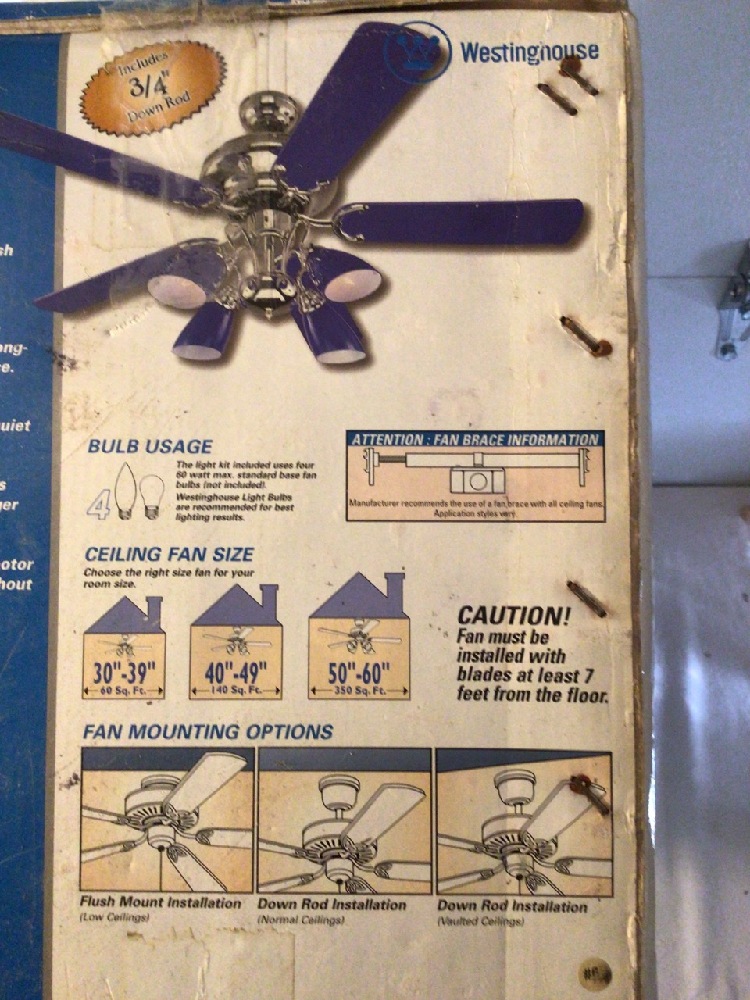 Includes
3/4"
Down Rod
Westinghouse
sh
ong-
e.
uiet
s
ger
otor
hout
BULB USAGE
4
The light kit included uses four
60 watt max. standard base fan
bulbs (not included).
Westinghouse Light Bulbs
are recommended for best
lighting results.
ATTENTION : FAN BRACE INFORMATION
Manufacturer recommends the use of a fan brace with all ceiling fans.
Application styles vary.
CEILING FAN SIZE
Choose the right size fan for your
room size.
30"-39"
60 Sq. Ft.
40"-49"
140 Sq. Ft.
50"-60"
350 Sq. Ft.
CAUTION!
Fan must be
installed with
blades at least 7
feet from the floor.
FAN MOUNTING OPTIONS
Flush Mount Installation
(Low Ceilings)
Down Rod Installation
(Normal Ceilings)
Down Rod Installation
(Vaulted Ceilings)